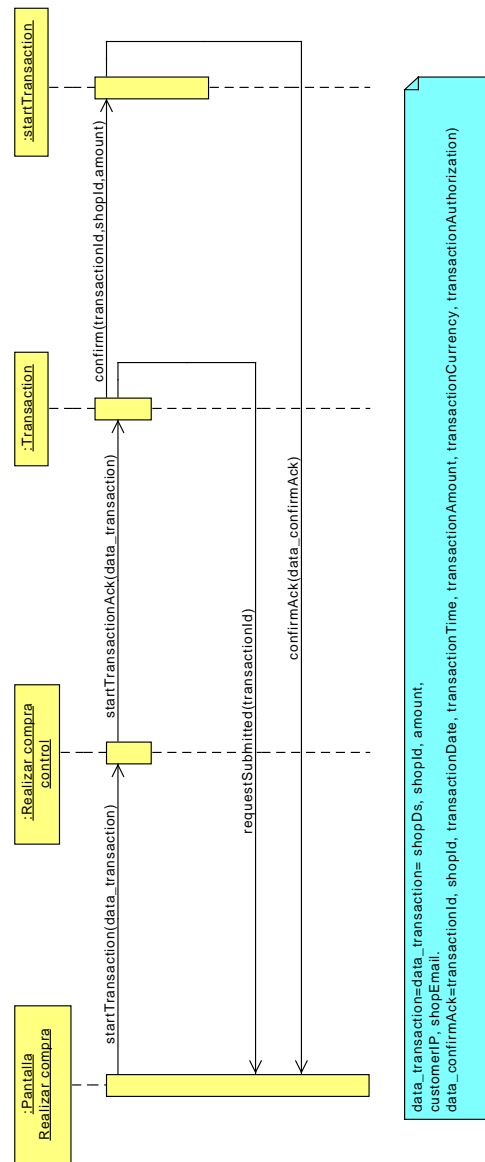 :Pantalla
Realizar compra
:Realizar compra
control
:Transaction
:startTransaction
startTransaction(data_transaction)
startTransactionAck(data_transaction)
confirm(transactionId,shopId,amount)
requestSubmitted(transactionId)
confirmAck(data_confirmAck)
data_transaction=data_transaction= shopDs, shopId, amount,
customerIP, shopEmail.
data_confirmAck=transactionId, shopId, transactionDate, transactionTime, transactionAmount, transactionCurrency, transactionAuthorization)